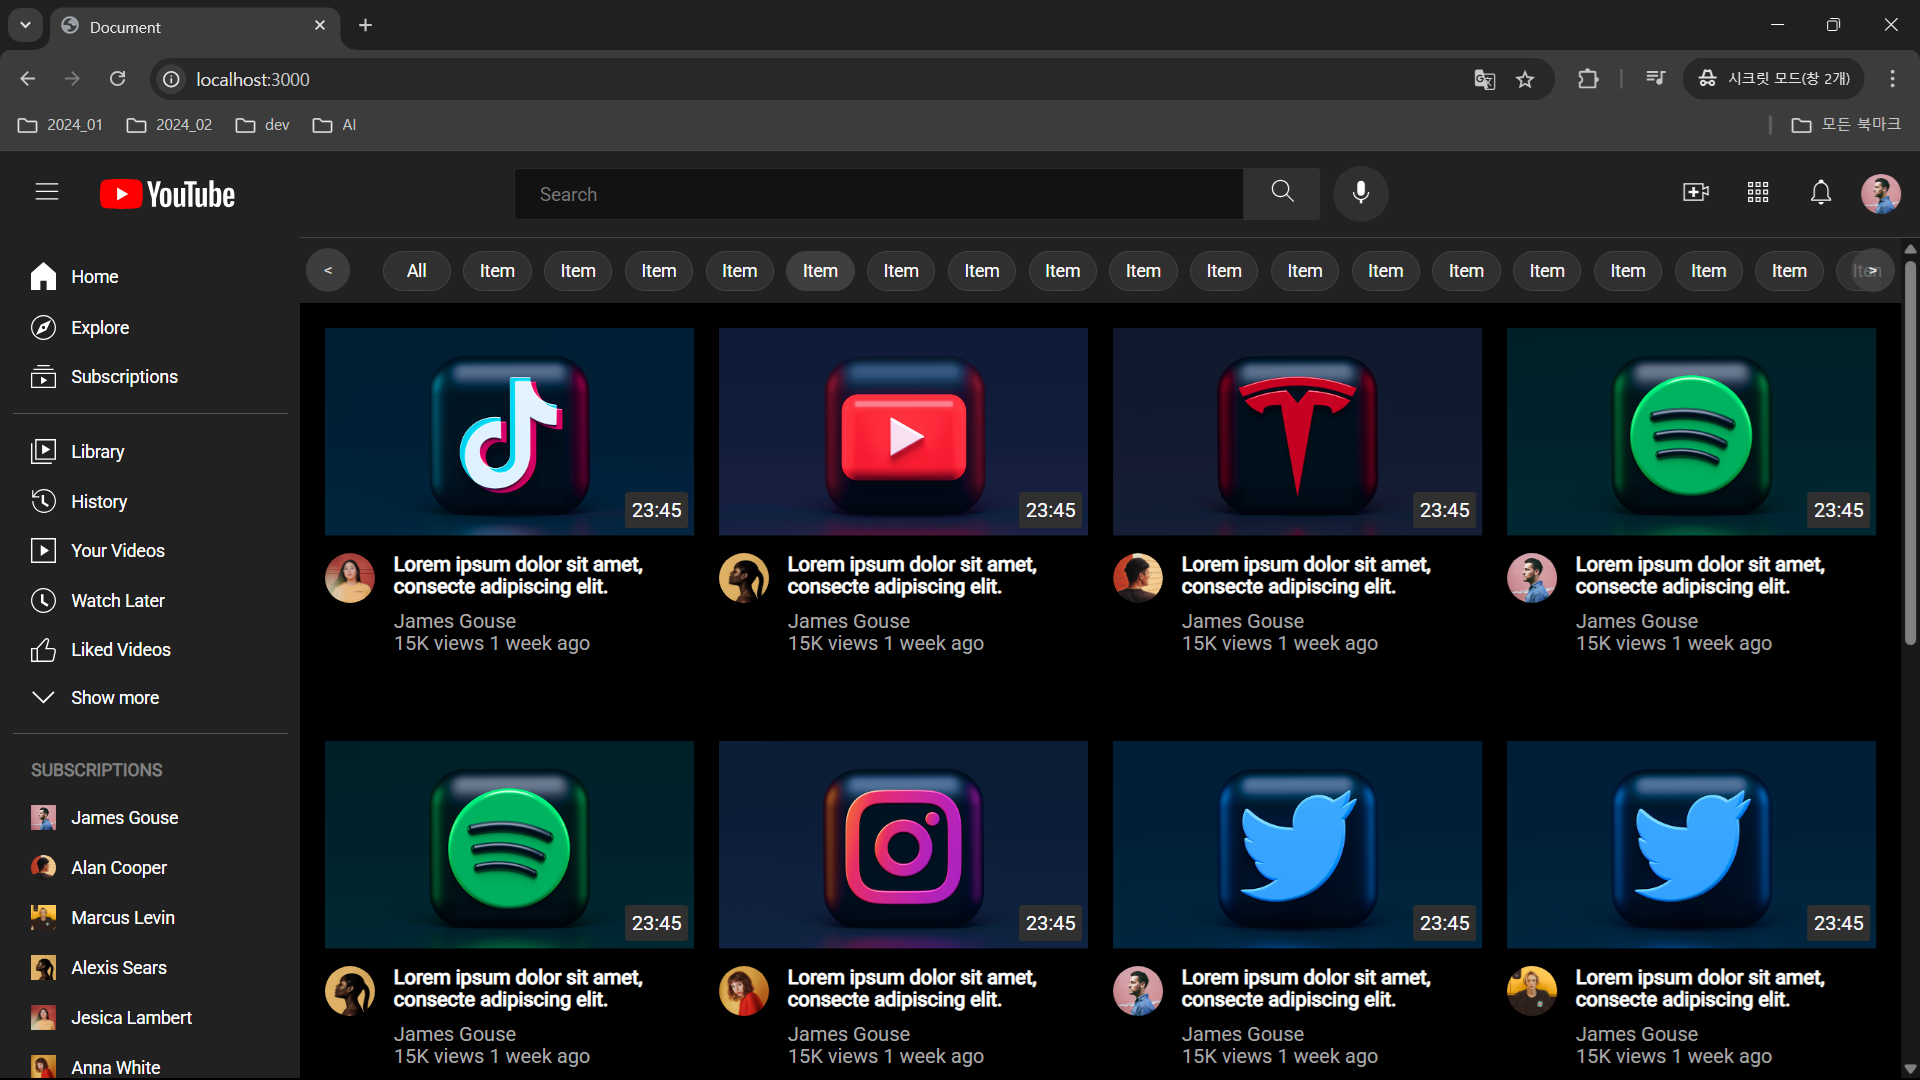 Document
localhost:3000
시크릿 모드(창 2개)
2024_01 2024_02 dev AI 모든 북마크
YouTube
Search
Home
Explore
Subscriptions
Library
History
Your Videos
Watch Later
Liked Videos
Show more
SUBSCRIPTIONS
James Gouse
Alan Cooper
Marcus Levin
Alexis Sears
Jesica Lambert
Anna White
< All Item Item Item Item Item Item Item Item Item Item Item Item Item Item Item Item Item Item >
23:45
Lorem ipsum dolor sit amet,
consecte adipiscing elit.
James Gouse
15K views 1 week ago
23:45
Lorem ipsum dolor sit amet,
consecte adipiscing elit.
James Gouse
15K views 1 week ago
23:45
Lorem ipsum dolor sit amet,
consecte adipiscing elit.
James Gouse
15K views 1 week ago
23:45
Lorem ipsum dolor sit amet,
consecte adipiscing elit.
James Gouse
15K views 1 week ago
23:45
Lorem ipsum dolor sit amet,
consecte adipiscing elit.
James Gouse
15K views 1 week ago
23:45
Lorem ipsum dolor sit amet,
consecte adipiscing elit.
James Gouse
15K views 1 week ago
23:45
Lorem ipsum dolor sit amet,
consecte adipiscing elit.
James Gouse
15K views 1 week ago
23:45
Lorem ipsum dolor sit amet,
consecte adipiscing elit.
James Gouse
15K views 1 week ago